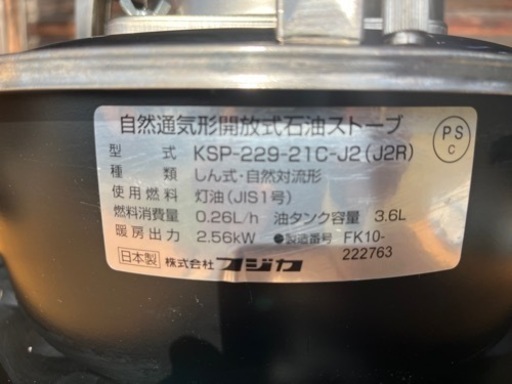 自然通気形開放式石油ストーブ
PS
C
型式 KSP-229-21C-J2(J2R)
種類 しん式・自然対流形
使用燃料 灯油(JIS1号)
燃料消費量 0.26L/h 油タンク容量 3.6L
暖房出力 2.56kW ●製造番号 FK10-
222763
日本製 株式会社フジカ